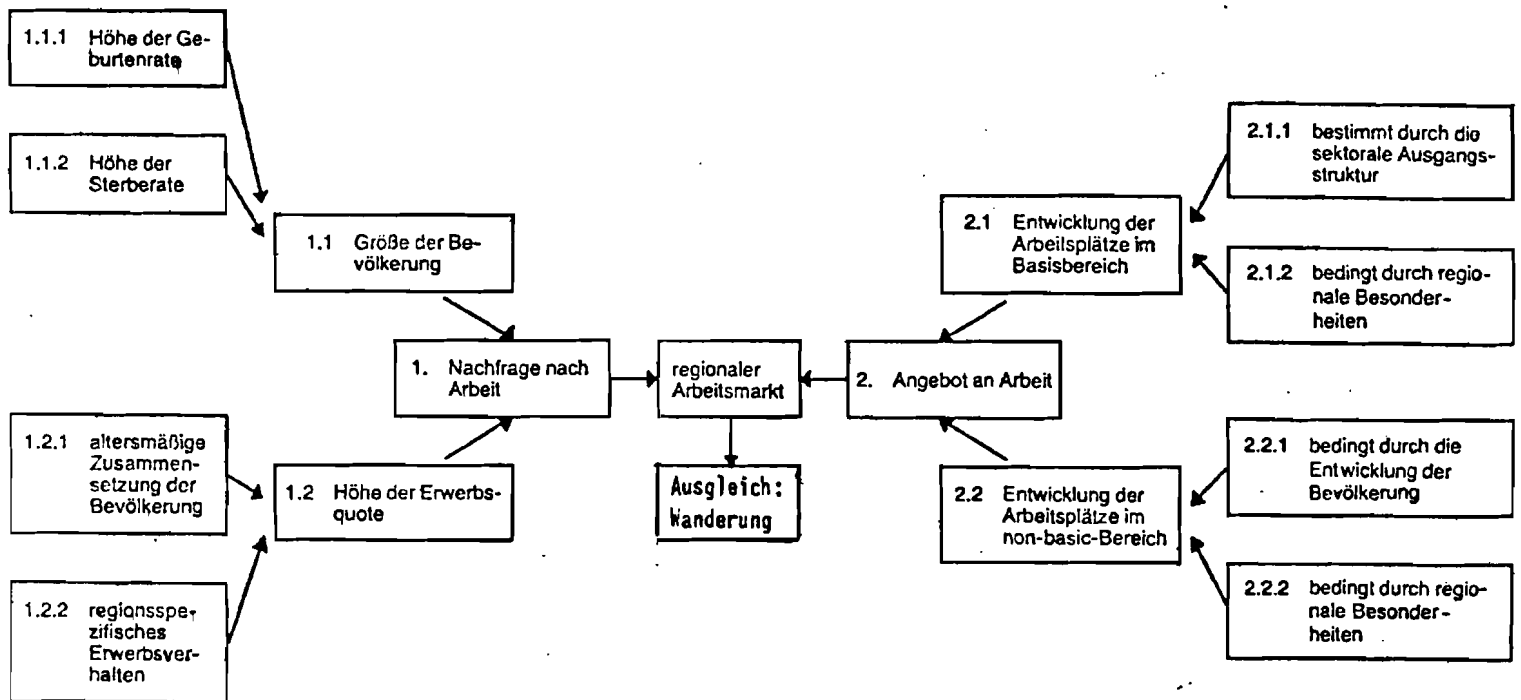 1.1.1 Höhe der Ge-
burtenrate
1.1.2 Höhe der
Sterberate
1.1 Größe der Be-
völkerung
1. Nachfrage nach
Arbeit
1.2.1 altersmäßige
Zusammen-
setzung der
Bevölkerung
1.2 Höhe der Erwerbs-
quote
1.2.2 regionsspe-
zifisches
Erwerbsver-
halten
regionaler
Arbeitsmarkt
Ausgleich:
Wanderung
2. Angebot an Arbeit
2.1 Entwicklung der
Arbeitsplätze im
Basisbereich
2.1.1 bestimmt durch die
sektorale Ausgangs-
struktur
2.1.2 bedingt durch regio-
nale Besonder-
heiten
2.2 Entwicklung der
Arbeitsplätze im
non-basic-Bereich
2.2.1 bedingt durch die
Entwicklung der
Bevölkerung
2.2.2 bedingt durch regio-
nale Besonder-
heiten